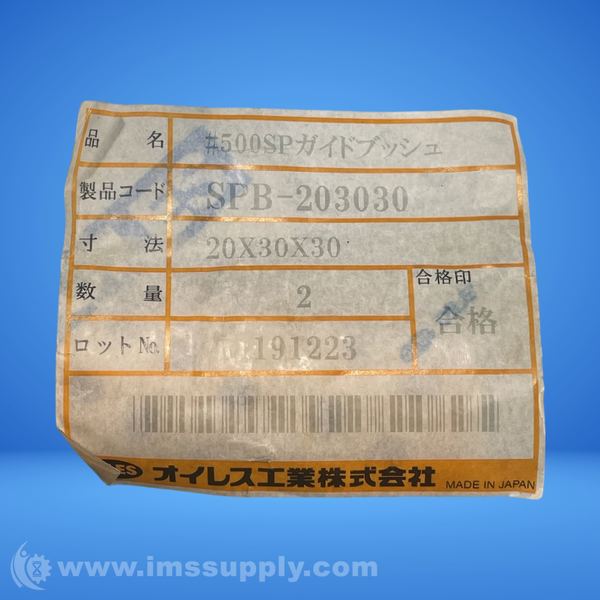 品 名 #500SPガイドブッシュ
製品コード SPB-203030
寸 法 20X30X30
数 量 2
合格印
合格
ロット No. 191223
ES オイレス工業株式会社 MADE IN JAPAN
www.imssupply.com